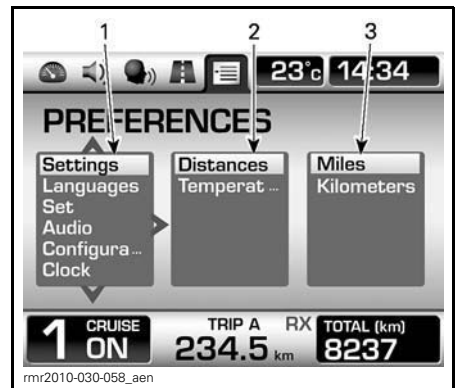 1 2 3
23°c 14:34
PREFERENCES
Settings
Languages
Set
Audio
Configura...
Clock
Distances
Temperat...
Miles
Kilometers
1 CRUISE ON
TRIP A
234.5 km
RX
TOTAL (km)
8237
rmr2010-030-058_aen